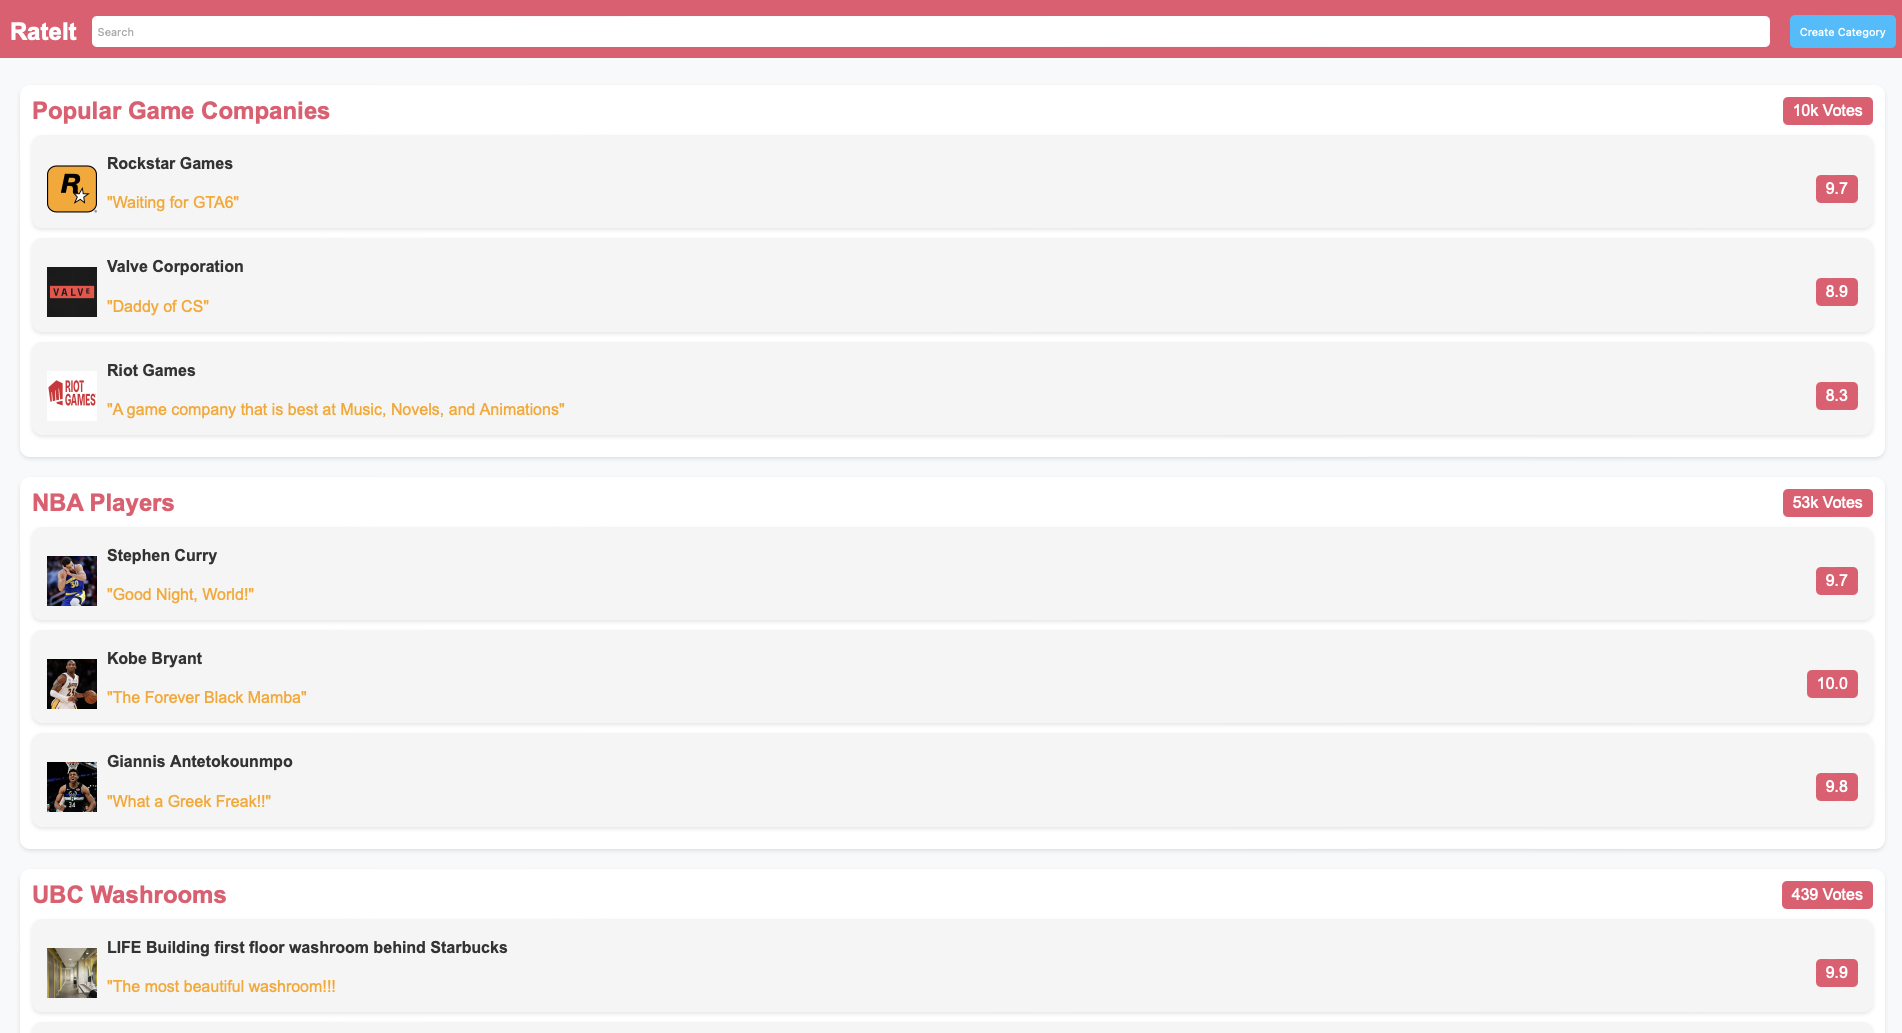 RateIt
Search
Create Category
Popular Game Companies
10k Votes
Rockstar Games
R
"Waiting for GTA6"
9.7
Valve Corporation
VALVE
"Daddy of CS"
8.9
Riot Games
RIOT
GAMES
"A game company that is best at Music, Novels, and Animations"
8.3
NBA Players
53k Votes
Stephen Curry
30
"Good Night, World!"
9.7
Kobe Bryant
"The Forever Black Mamba"
10.0
Giannis Antetokounmpo
34
"What a Greek Freak!!"
9.8
UBC Washrooms
439 Votes
LIFE Building first floor washroom behind Starbucks
"The most beautiful washroom!!!
9.9